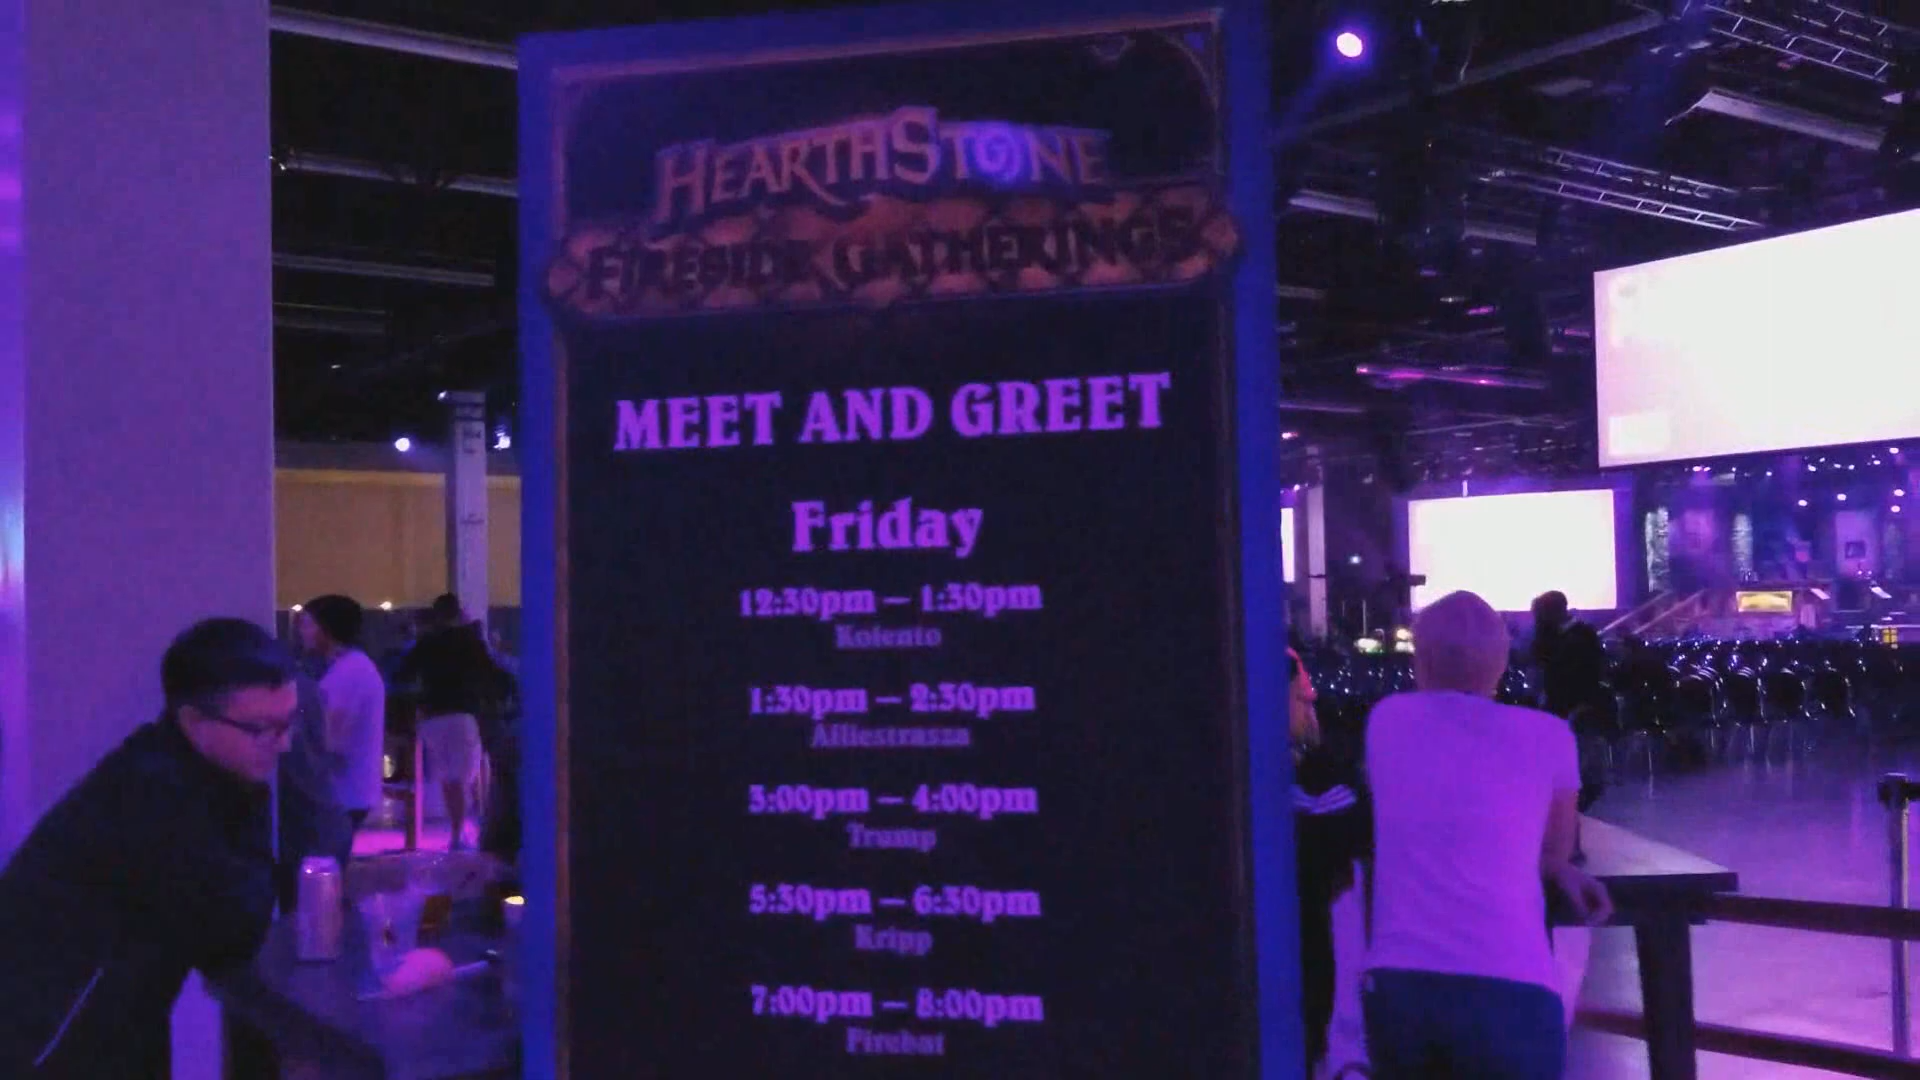 HEARTHSTONE
FIRESIDE GATHERINGS
MEET AND GREET
Friday
12:30pm – 1:30pm
Kolento
1:30pm – 2:30pm
Alliestrasza
3:00pm – 4:00pm
Trump
5:30pm – 6:30pm
Kripp
7:00pm – 8:00pm
Firebat